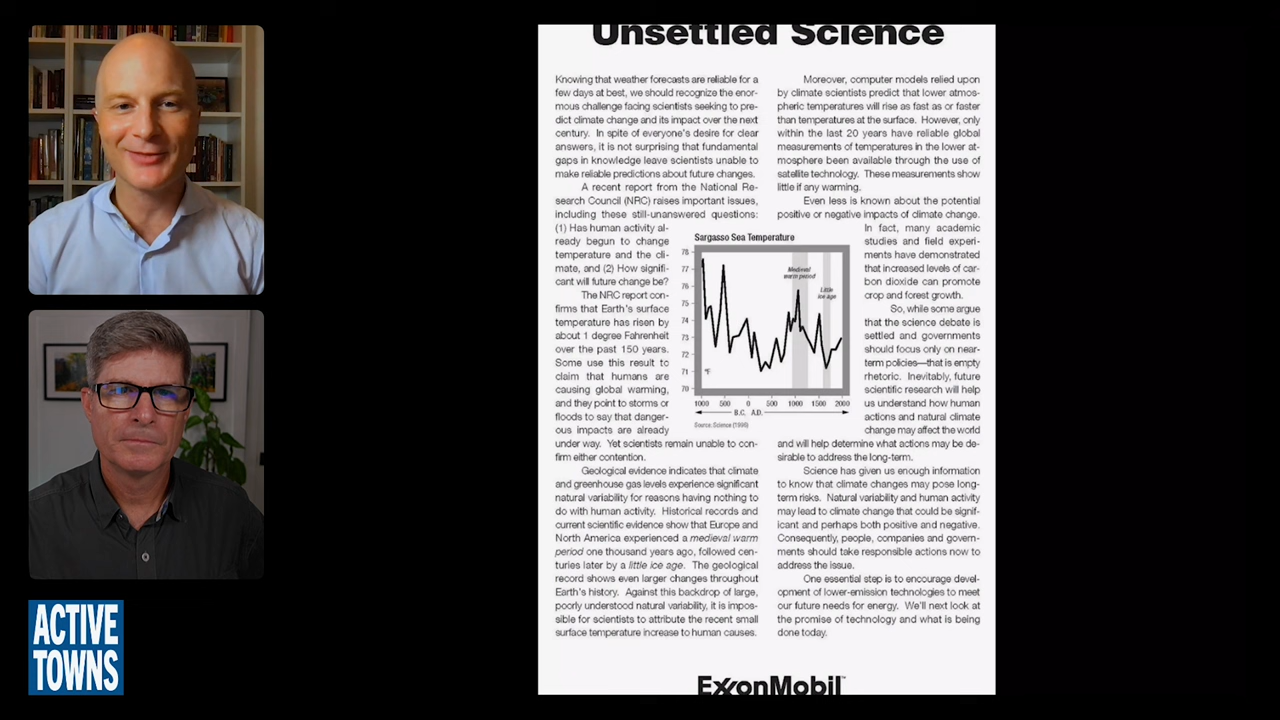 Unsettled Science
Knowing that weather forecasts are reliable for a
few days at best, we should recognize the enor-
mous challenge facing scientists seeking to pre-
dict climate change and its impact over the next
century. In spite of everyone's desire for clear
answers, it is not surprising that fundamental
gaps in knowledge leave scientists unable to
make reliable predictions about future changes.
A recent report from the National Re-
search Council (NRC) raises important issues,
including these still-unanswered questions:
(1) Has human activity al-
ready begun to change
temperature and the cli-
mate, and (2) How signifi-
cant will future change be?
The NRC report con-
firms that Earth's surface
temperature has risen by
about 1 degree Fahrenheit
over the past 150 years.
Some use this result to
claim that humans are
causing global warming,
and they point to storms or
floods to say that danger-
ous impacts are already
under way. Yet scientists remain unable to con-
firm either contention.
Geological evidence indicates that climate
and greenhouse gas levels experience significant
natural variability for reasons having nothing to
do with human activity. Historical records and
current scientific evidence show that Europe and
North America experienced a medieval warm
period one thousand years ago, followed cen-
turies later by a little ice age. The geological
record shows even larger changes throughout
Earth's history. Against this backdrop of large,
poorly understood natural variability, it is impos-
sible for scientists to attribute the recent small
surface temperature increase to human causes.
Moreover, computer models relied upon
by climate scientists predict that lower atmos-
pheric temperatures will rise as fast as or faster
than temperatures at the surface. However, only
within the last 20 years have reliable global
measurements of temperatures in the lower at-
mosphere been available through the use of
satellite technology. These measurements show
little if any warming.
Even less is known about the potential
positive or negative impacts of climate change.
In fact, many academic
studies and field experi-
ments have demonstrated
that increased levels of car-
bon dioxide can promote
crop and forest growth.
So, while some argue
that the science debate is
settled and governments
should focus only on near-
term policies—that is empty
rhetoric. Inevitably, future
scientific research will help
us understand how human
actions and natural climate
change may affect the world
and will help determine what actions may be de-
sirable to address the long-term.
Science has given us enough information
to know that climate changes may pose long-
term risks. Natural variability and human activity
may lead to climate change that could be signif-
icant and perhaps both positive and negative.
Consequently, people, companies and govern-
ments should take responsible actions now to
address the issue.
One essential step is to encourage devel-
opment of lower-emission technologies to meet
our future needs for energy. We'll next look at
the promise of technology and what is being
done today.
Sargasso Sea Temperature
78
77
76
75
74
73
72
71
70
°F
Medieval
warm period
Little
ice age
1000 500 0 500 1000 1500 2000
B.C. A.D.
Source: Science (1996)
ExxonMobil™
ACTIVE
TOWNS